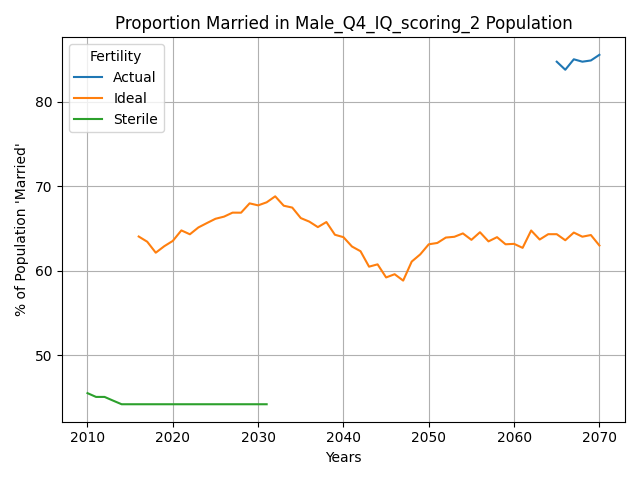 Proportion Married in Male_Q4_IQ_scoring_2 Population
Fertility
Actual
Ideal
Sterile
% of Population 'Married'
80
70
60
50
2010 2020 2030 2040 2050 2060 2070
Years